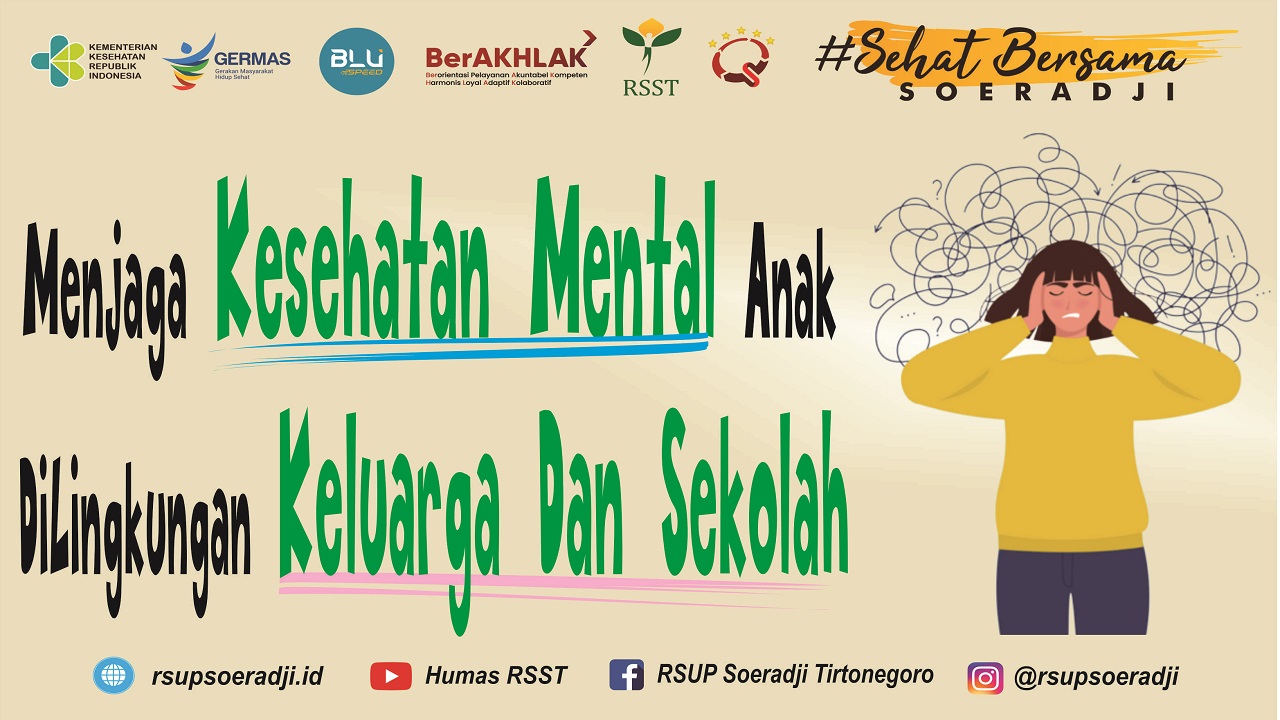 KEMENTERIAN
KESEHATAN
REPUBLIK
INDONESIA
GERMAS
Gerakan Masyarakat
Hidup Sehat
BLU
SPEED
BerAKHLAK
Berorientasi Pelayanan Akuntabel Kompeten
Harmonis Loyal Adaptif Kolaboratif
RSST
#Sehat Bersama
SOERADJI
Menjaga Kesehatan Mental Anak
DiLingkungan Keluarga Dan Sekolah
rsupsoeradji.id
Humas RSST
RSUP Soeradji Tirtonegoro
@rsupsoeradji